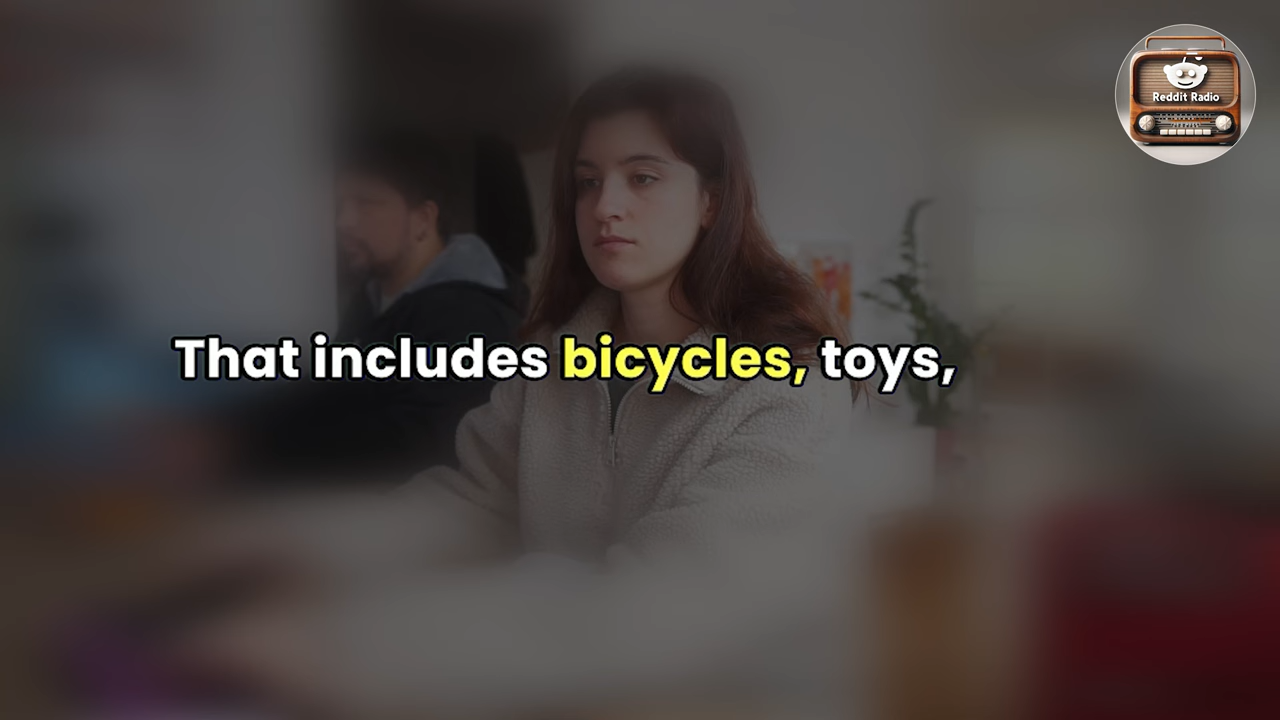 Reddit Radio
That includes bicycles, toys,